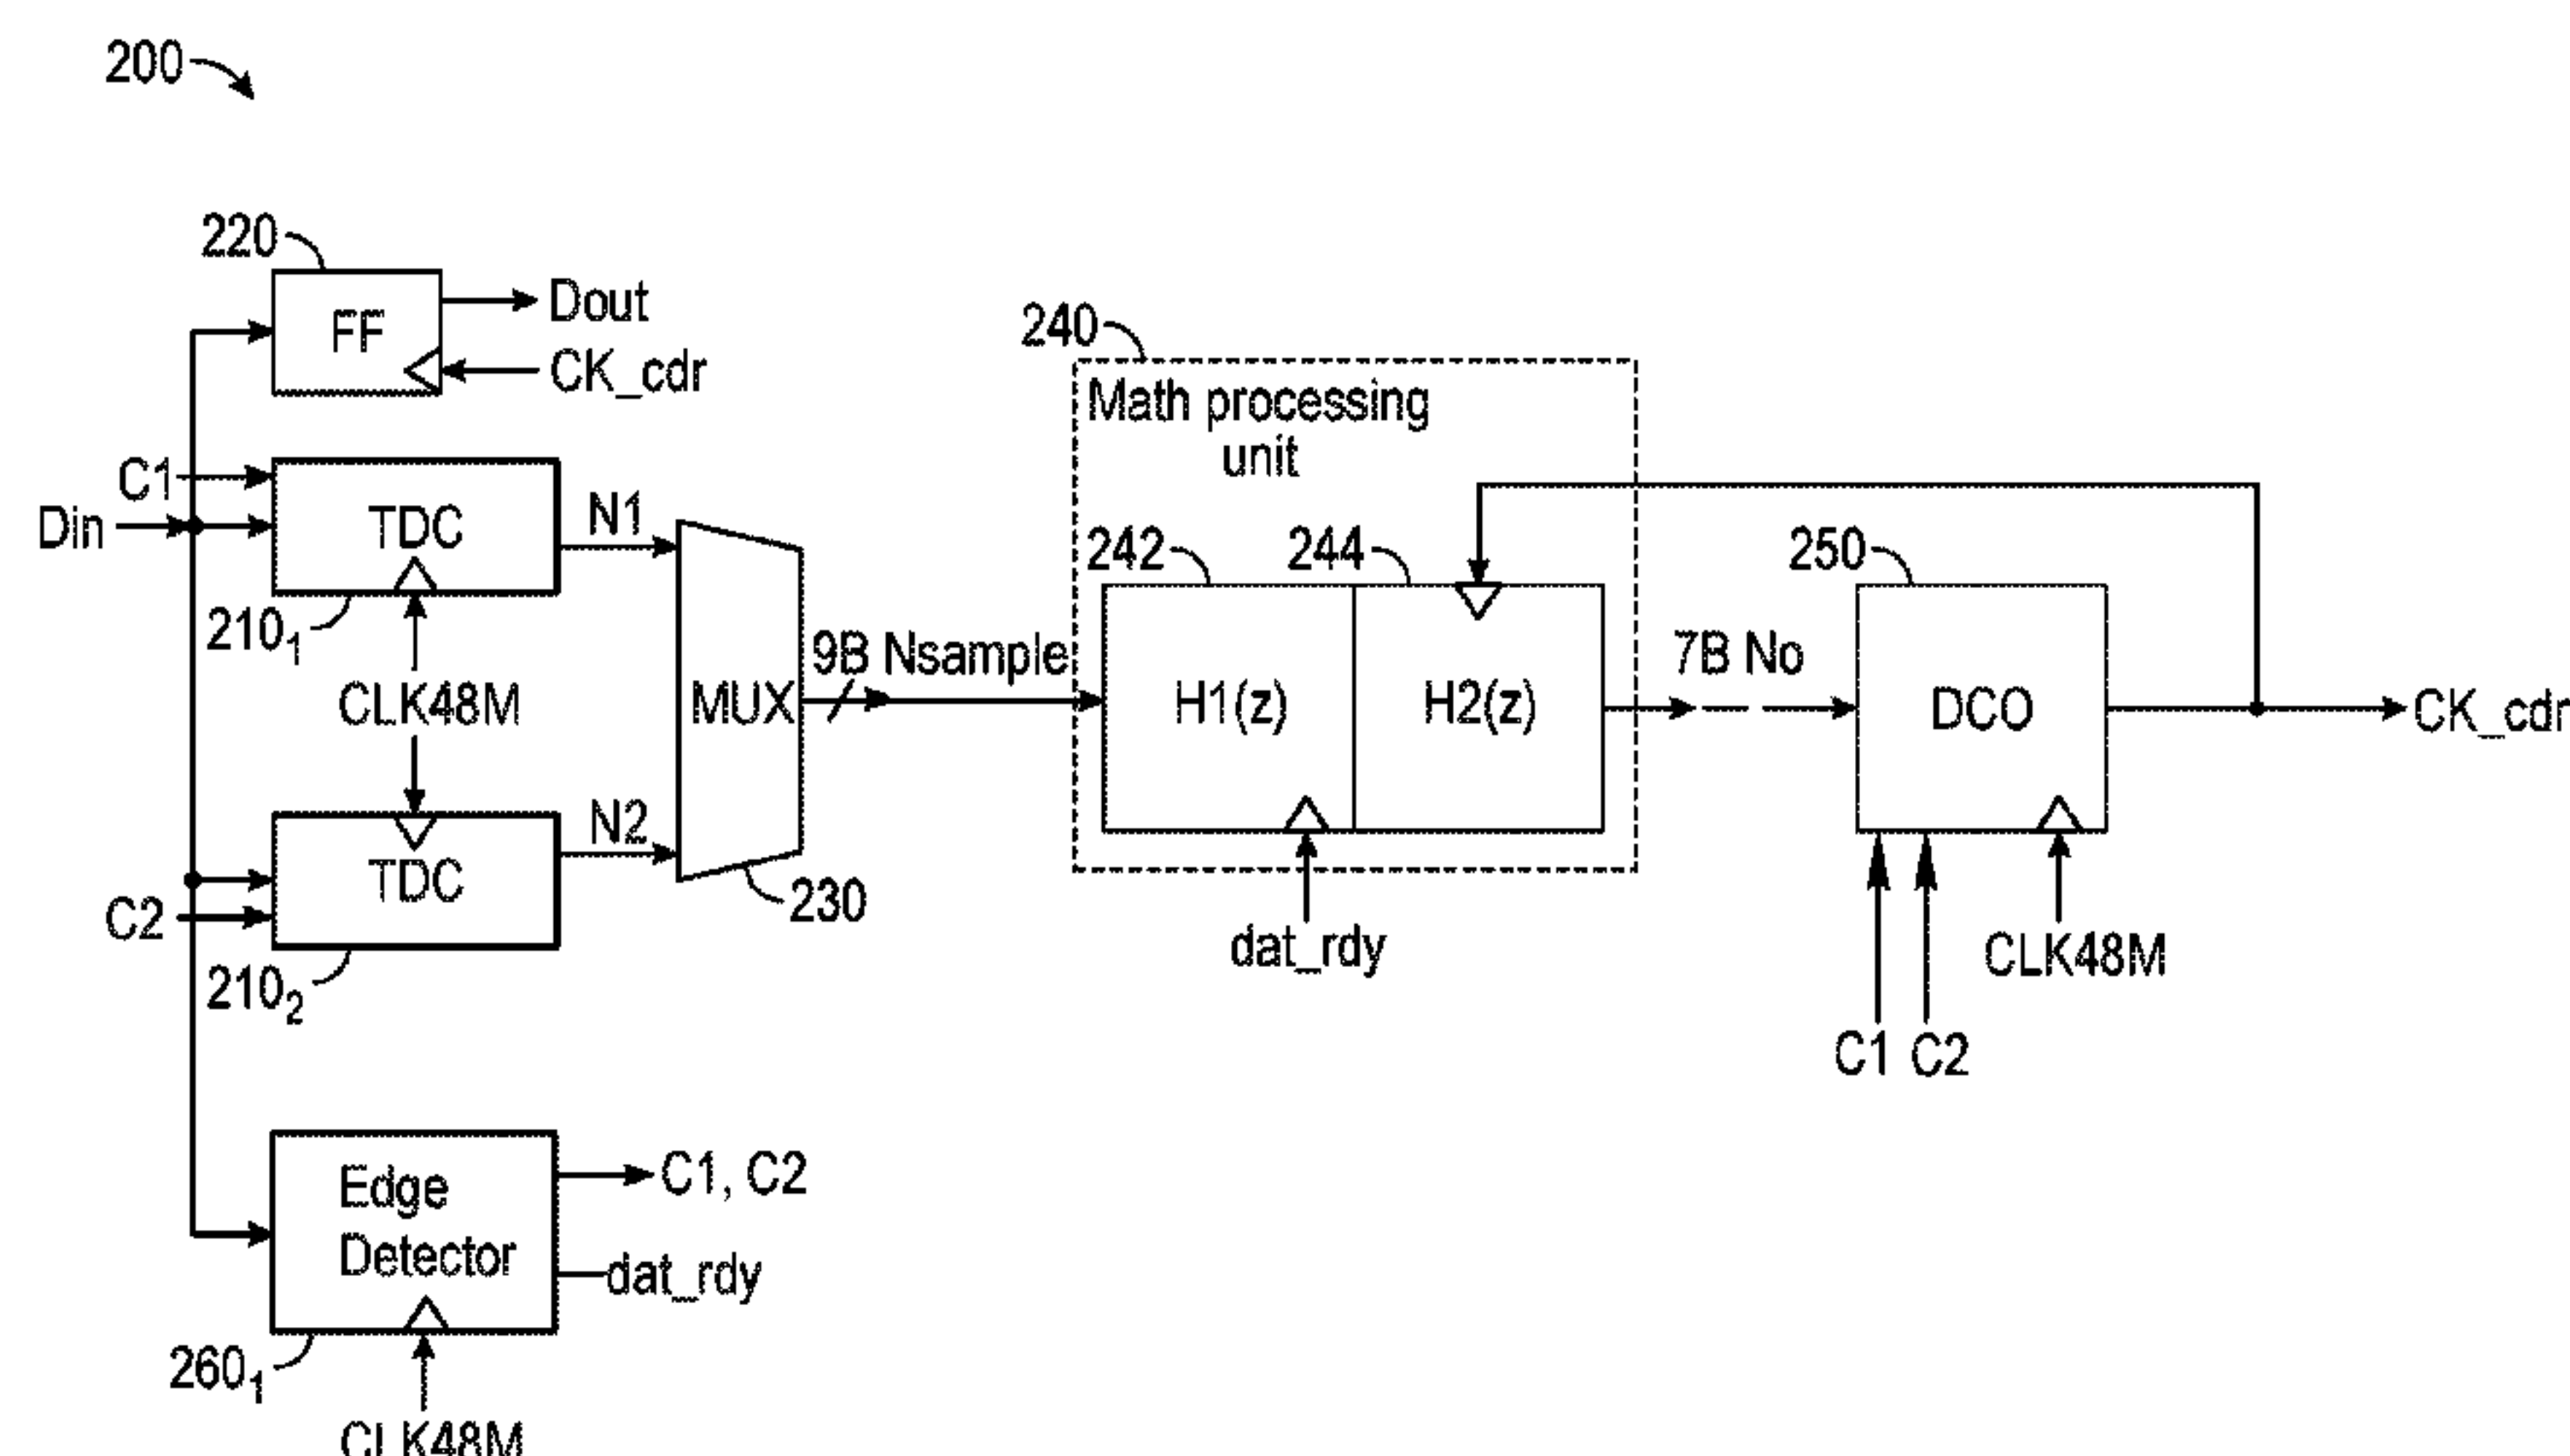 200
220
FF
Dout
CK_cdr
240
Math processing
unit
C1
Din
TDC
N1
210₁
242
244
250
CLK48M
MUX
9B Nsample
H1(z)
H2(z)
7B No
DCO
CK_cdr
N2
TDC
C2
230
210₂
dat_rdy
CLK48M
C1
C2
Edge
Detector
C1, C2
dat_rdy
260₁
CLK48M